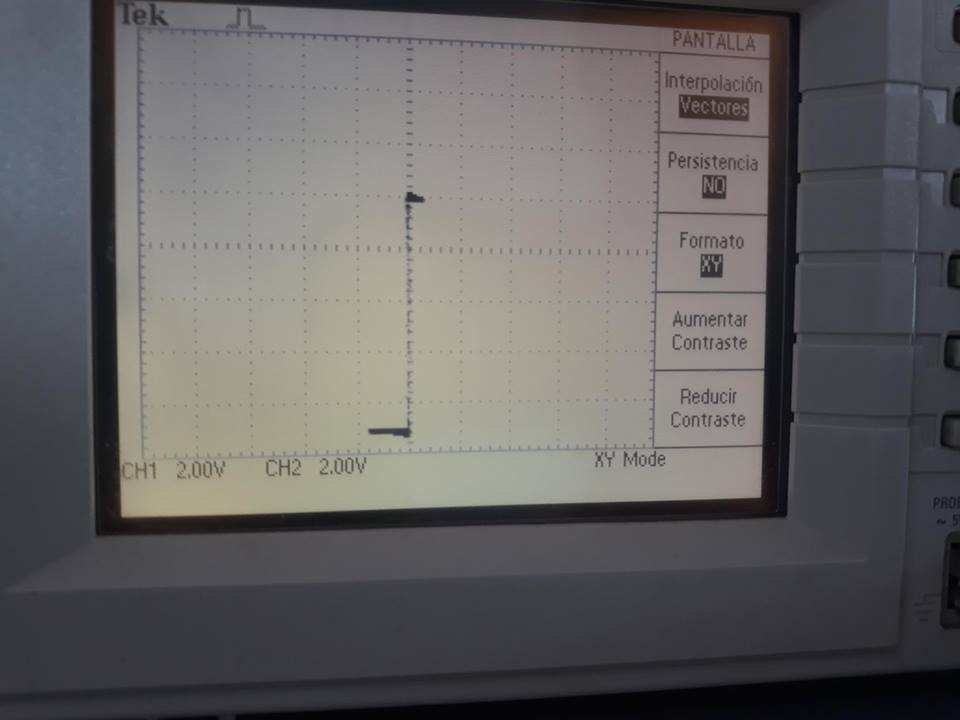 Tek
PANTALLA
Interpolación
Vectores
Persistencia
NO
Formato
XY
Aumentar
Contraste
Reducir
Contraste
CH1 2.00V CH2 2.00V XY Mode